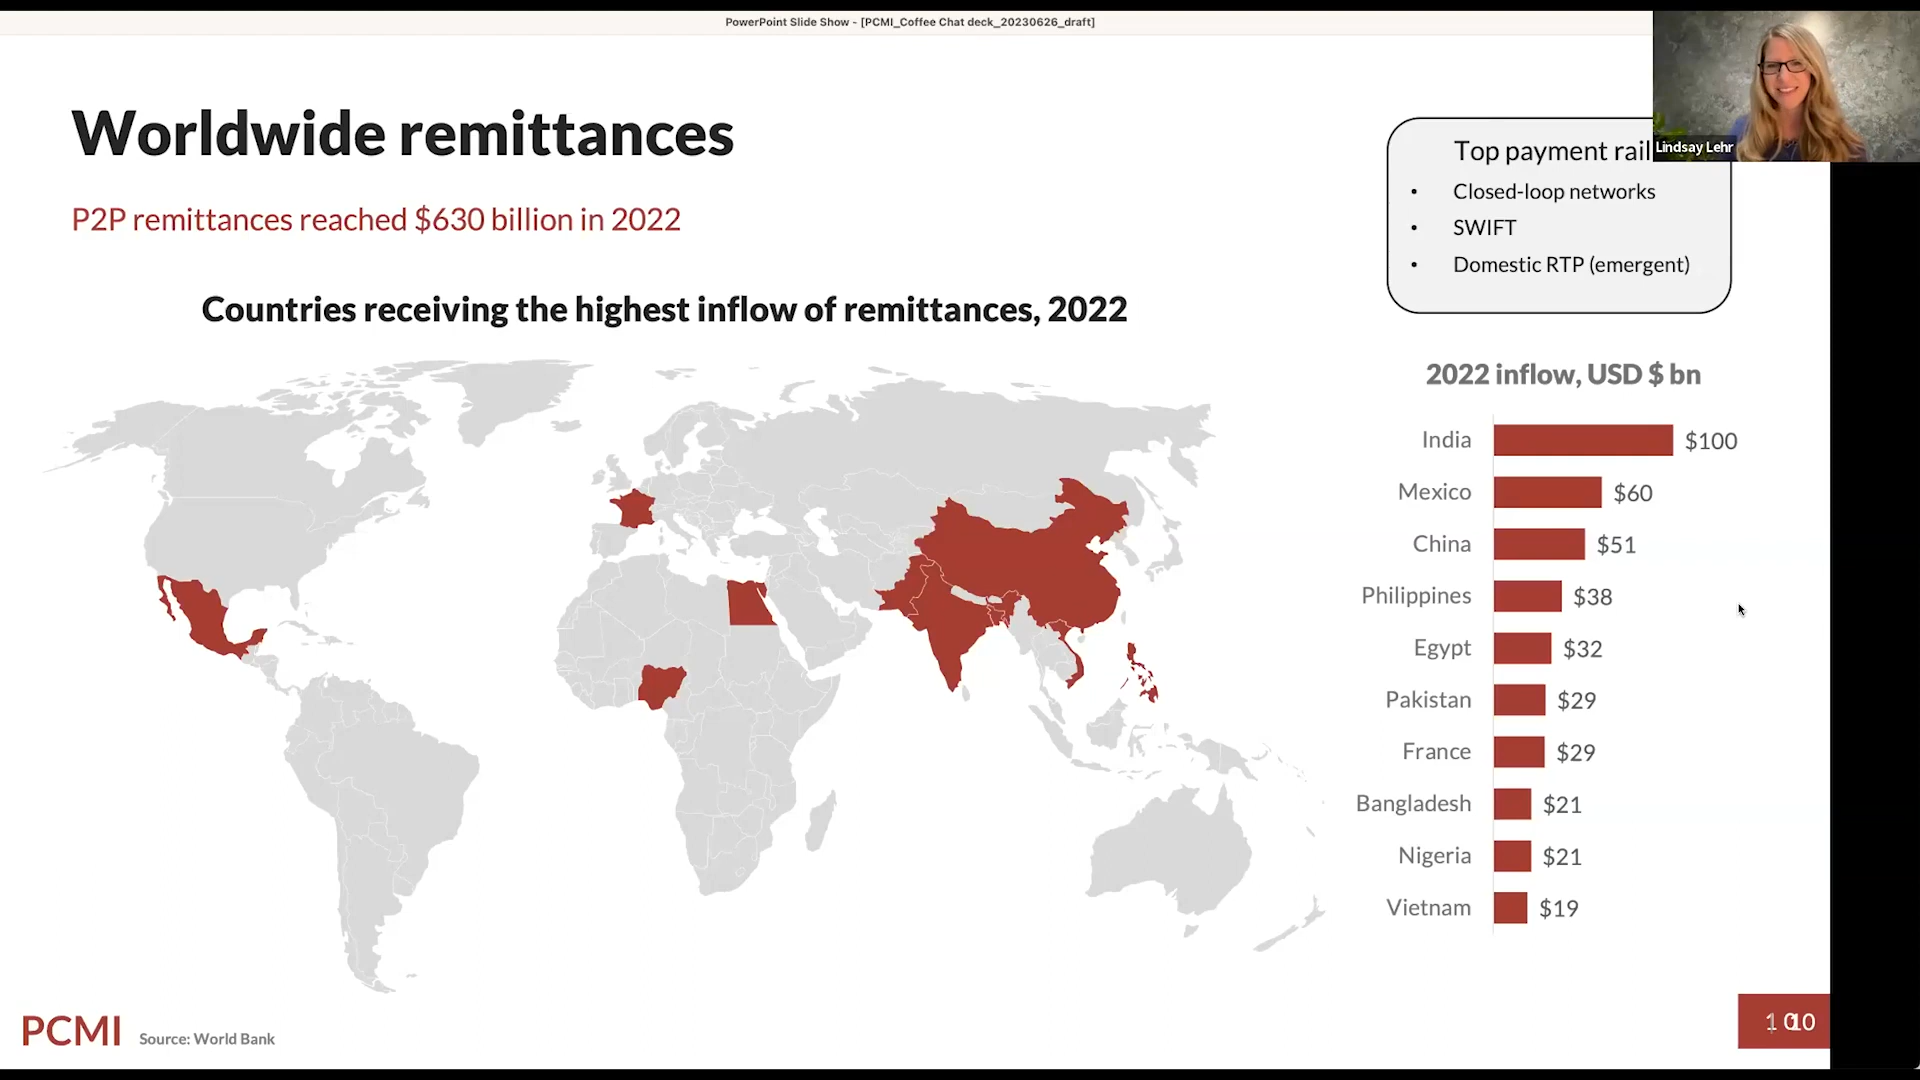 PowerPoint Slide Show - [PCMI_Coffee Chat deck_20230626_draft]
Worldwide remittances
P2P remittances reached $630 billion in 2022
Countries receiving the highest inflow of remittances, 2022
Lindsay Lehr
Top payment rail
• Closed-loop networks
• SWIFT
• Domestic RTP (emergent)
2022 inflow, USD $ bn
India $100
Mexico $60
China $51
Philippines $38
Egypt $32
Pakistan $29
France $29
Bangladesh $21
Nigeria $21
Vietnam $19
PCMI Source: World Bank